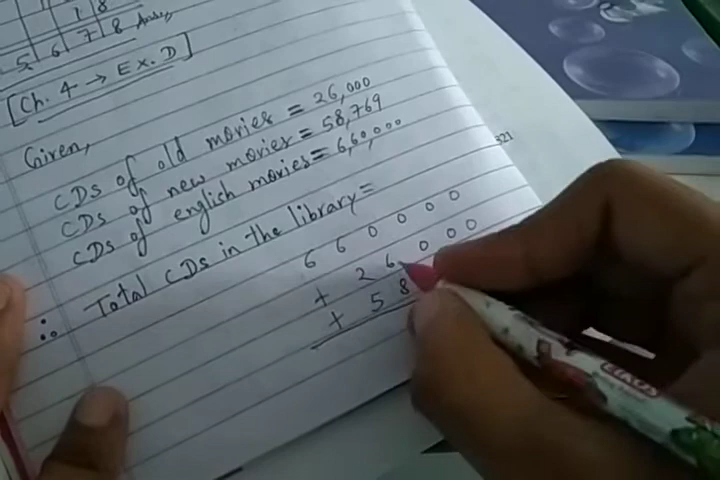 1 8
5 6 7 8 Answer,
[Ch. 4 → Ex. D]
Given,
CDs of old movies = 26,000
CDs of new movies = 58,769
CDs of english movies = 6,60,000
∴ Total CDs in the library =
6 6 0 0 0 0
+ 2 6 0 0 0
+ 5 8
321